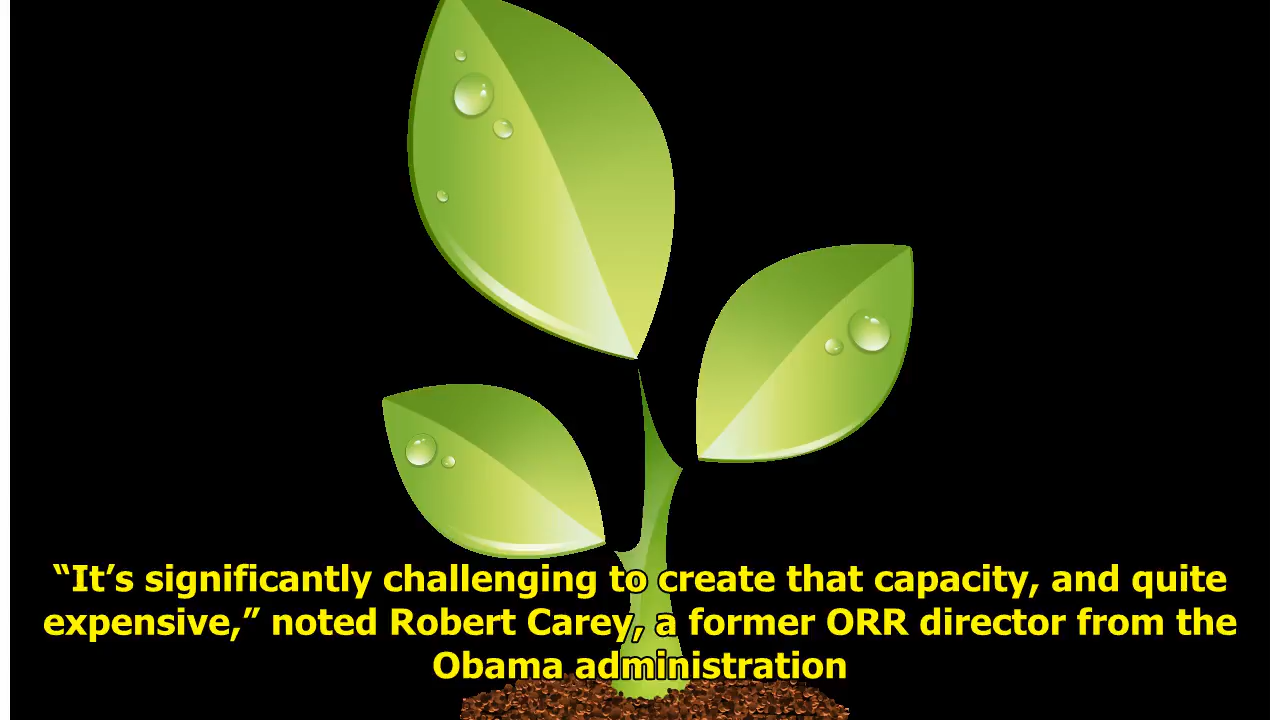 “It’s significantly challenging to create that capacity, and quite
expensive,” noted Robert Carey, a former ORR director from the
Obama administration